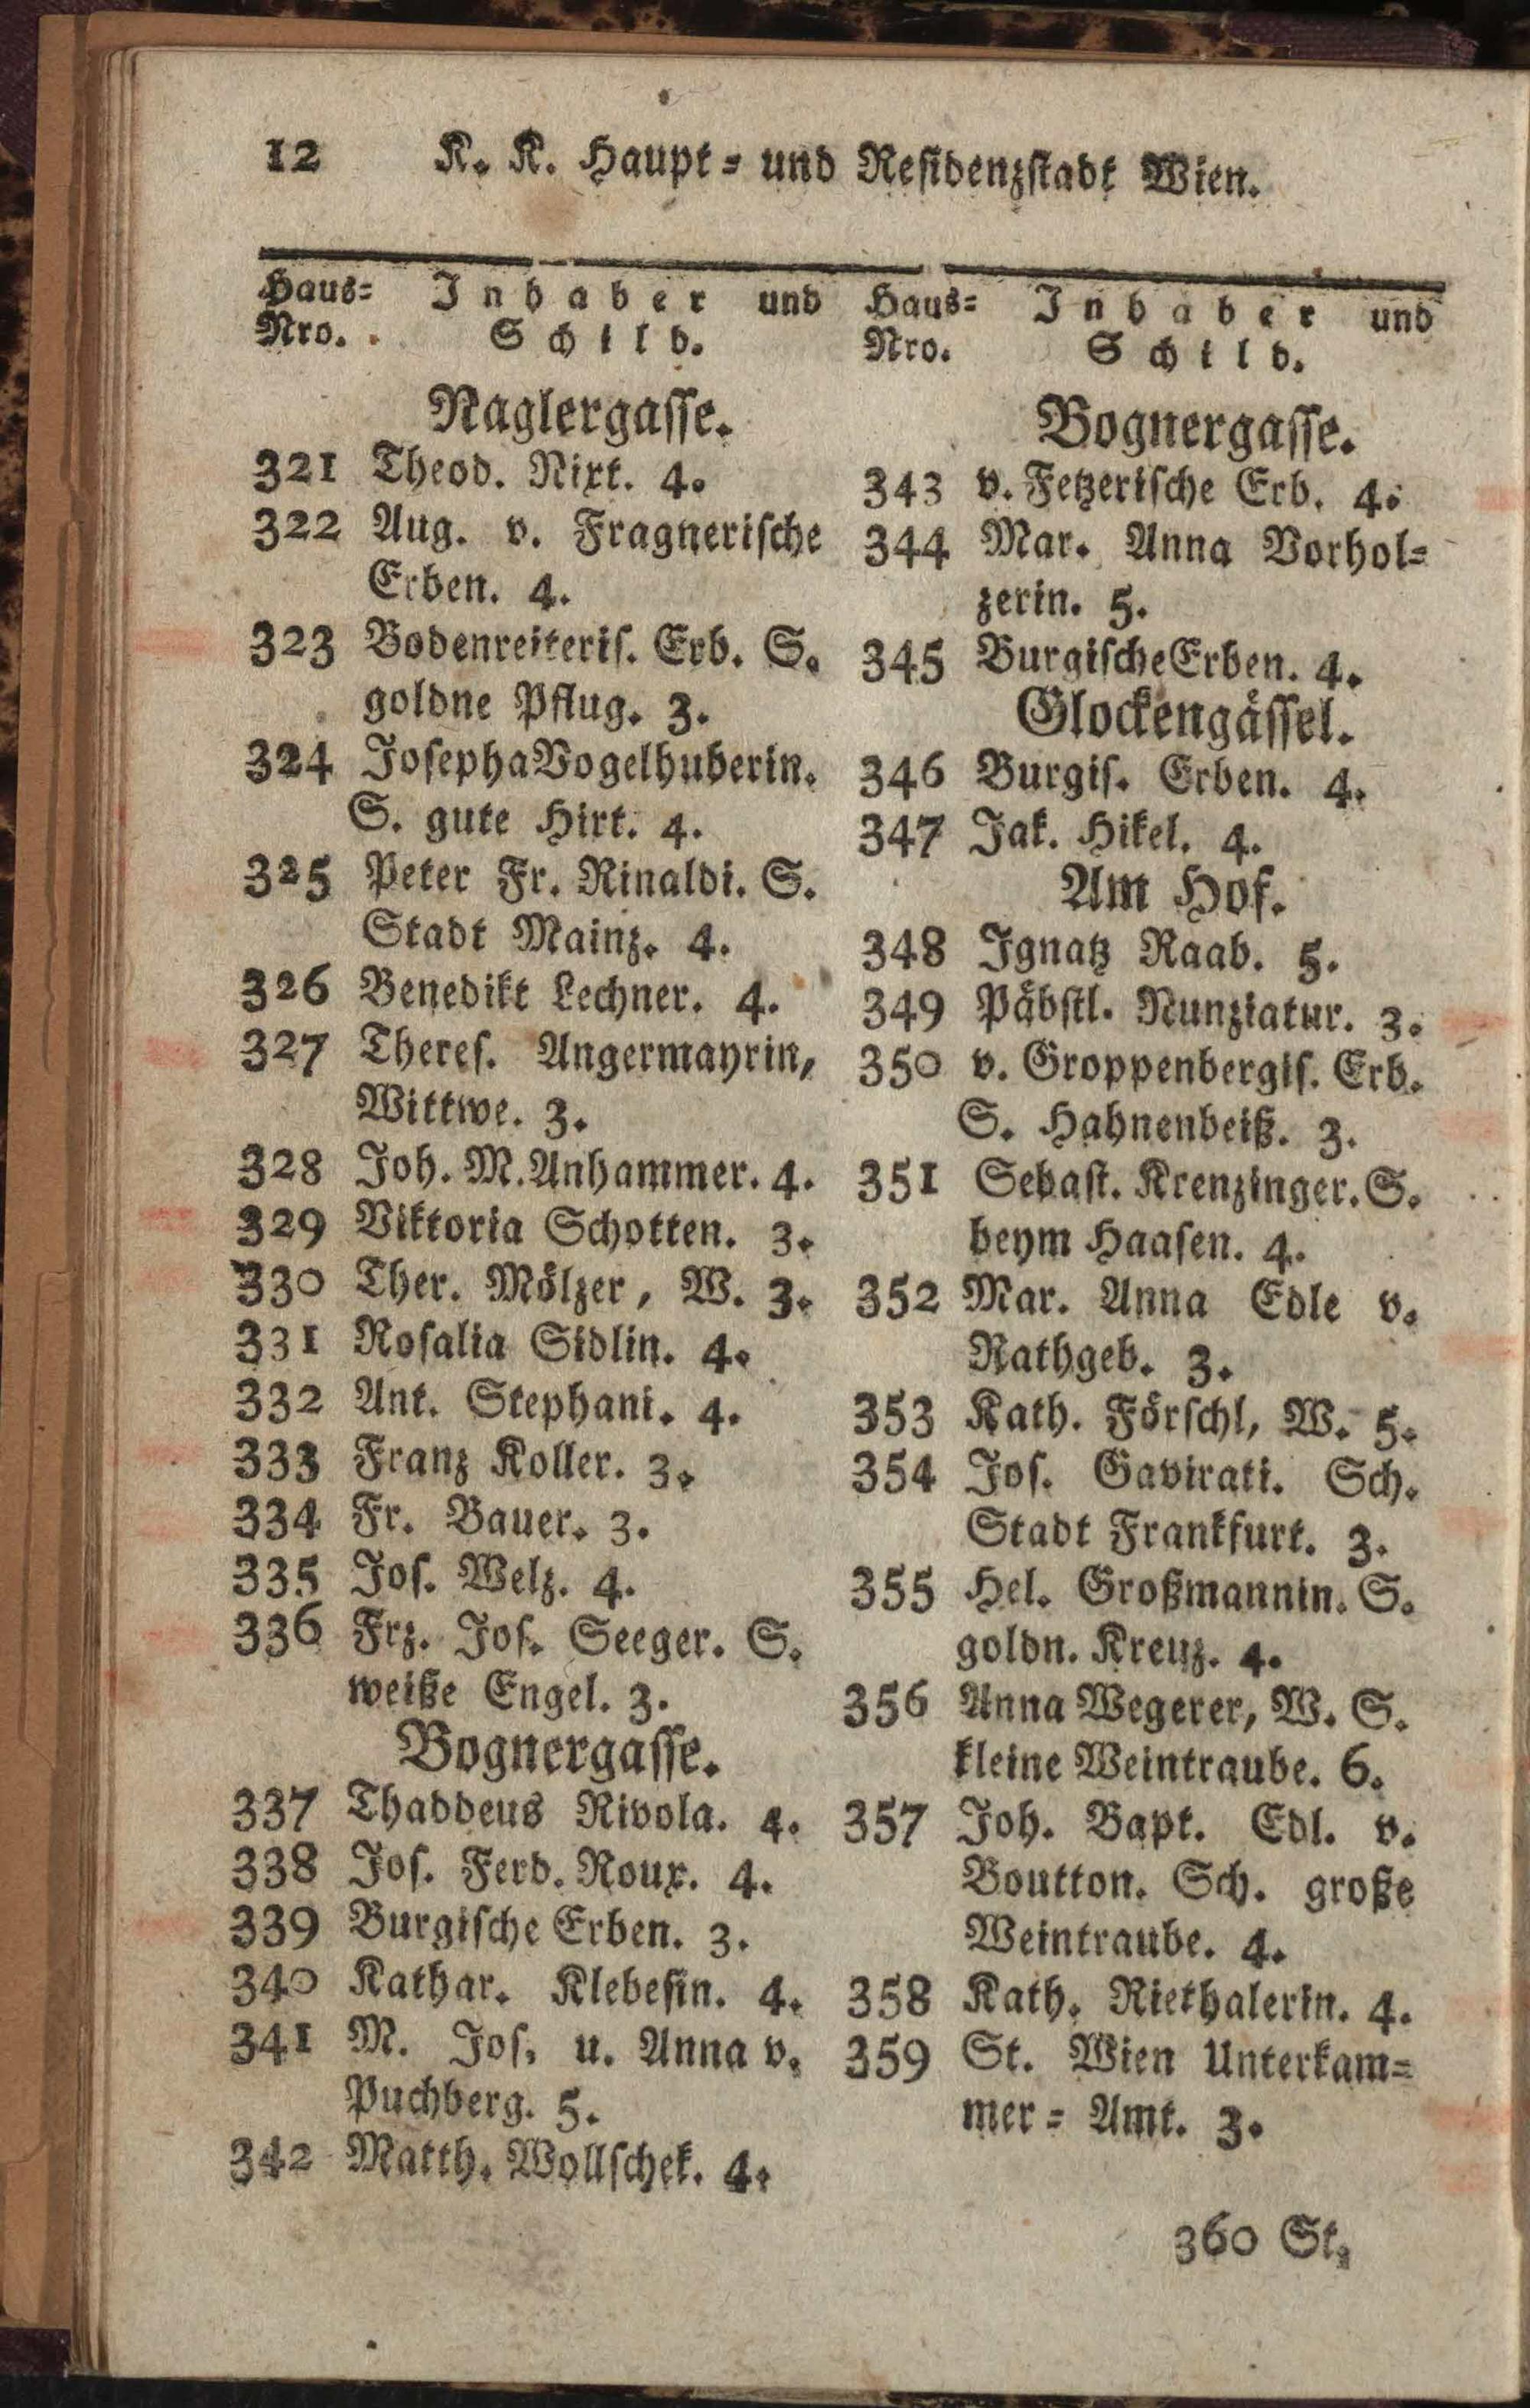 12 K. K. Haupt- und Residenzstadt Wien.
Haus- Inhaber und
Nro. Schild.
Naglergasse.
321 Theod. Nixt. 4.
322 Aug. v. Fragnerische
Erben. 4.
323 Bodenreiteris. Erb. S.
goldne Pflug. 3.
324 Josepha Vogelhuberin.
S. gute Hirt. 4.
325 Peter Fr. Rinaldi. S.
Stadt Mainz. 4.
326 Benedikt Lechner. 4.
327 Theres. Angermayrin,
Wittwe. 3.
328 Joh. M. Anhammer. 4.
329 Viktoria Schotten. 3.
330 Ther. Mölzer, W. 3.
331 Rosalia Sidlin. 4.
332 Ant. Stephani. 4.
333 Franz Koller. 3.
334 Fr. Bauer. 3.
335 Jos. Welz. 4.
336 Frz. Jos. Seeger. S.
weiße Engel. 3.
Bognergasse.
337 Thaddeus Rivola. 4.
338 Jos. Ferd. Roux. 4.
339 Burgische Erben. 3.
340 Kathar. Klebesin. 4.
341 M. Jos. u. Anna v.
Puchberg. 5.
342 Matth. Wollschek. 4.
Haus- Inhaber und
Nro. Schild.
Bognergasse.
343 v. Fetzerische Erb. 4.
344 Mar. Anna Vorhol-
zerin. 5.
345 Burgische Erben. 4.
Glockengässel.
346 Burgis. Erben. 4.
347 Jak. Hikel. 4.
Am Hof.
348 Ignatz Raab. 5.
349 Päbstl. Nunziatur. 3.
350 v. Groppenbergis. Erb.
S. Hahnenbeiß. 3.
351 Sebast. Krenzinger. S.
beym Haasen. 4.
352 Mar. Anna Edle v.
Rathgeb. 3.
353 Kath. Förschl, W. 5.
354 Jos. Gavirati. Sch.
Stadt Frankfurt. 3.
355 Hel. Großmannin. S.
goldn. Kreuz. 4.
356 Anna Wegerer, W. S.
kleine Weintraube. 6.
357 Joh. Bapt. Edl. v.
Boutton. Sch. große
Weintraube. 4.
358 Kath. Riethalerin. 4.
359 St. Wien Unterkam-
mer-Amt. 3.
360 St.